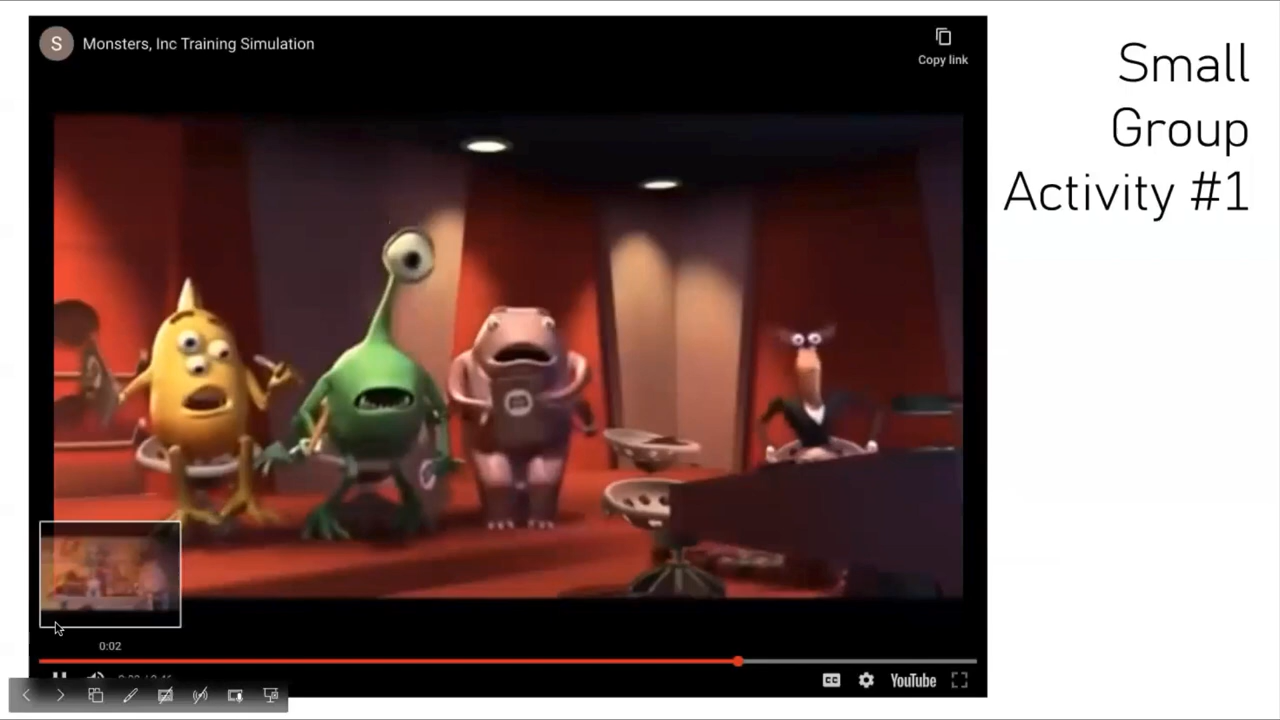 S
Monsters, Inc Training Simulation
Copy link
Small
Group
Activity #1
0:02
CC
YouTube